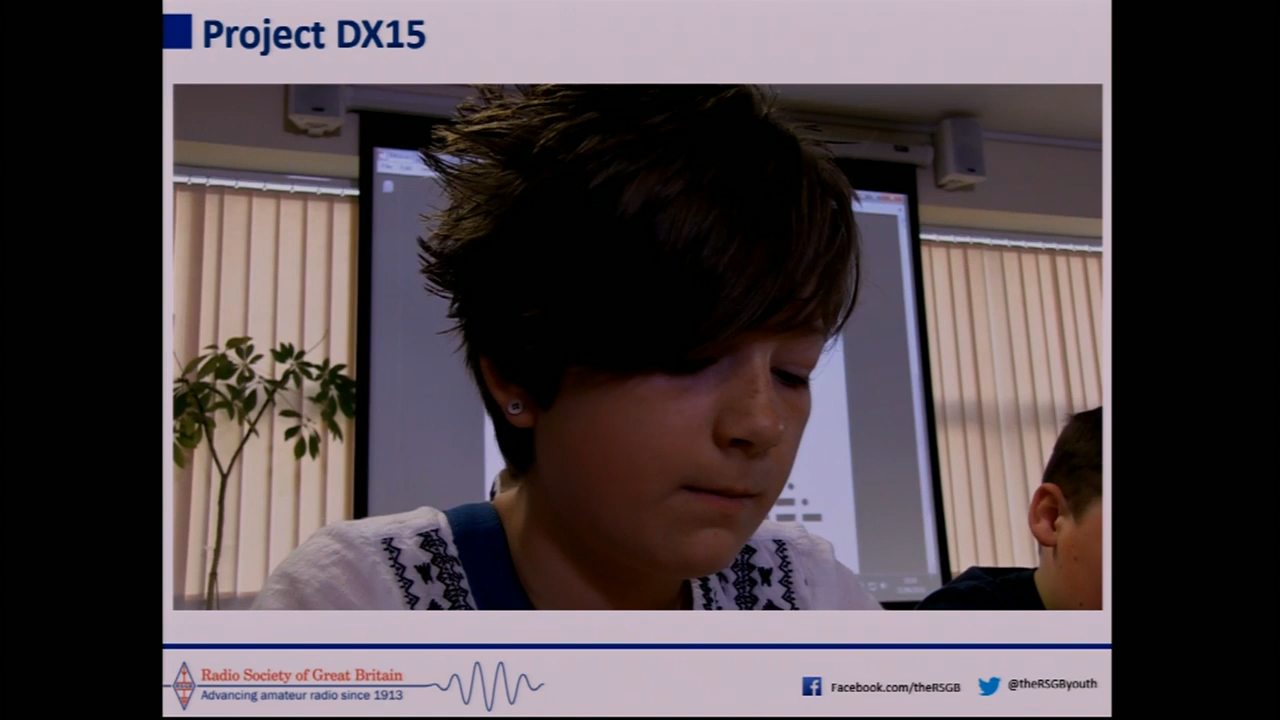 Project DX15
Radio Society of Great Britain
Advancing amateur radio since 1913
Facebook.com/theRSGB
@theRSGByouth